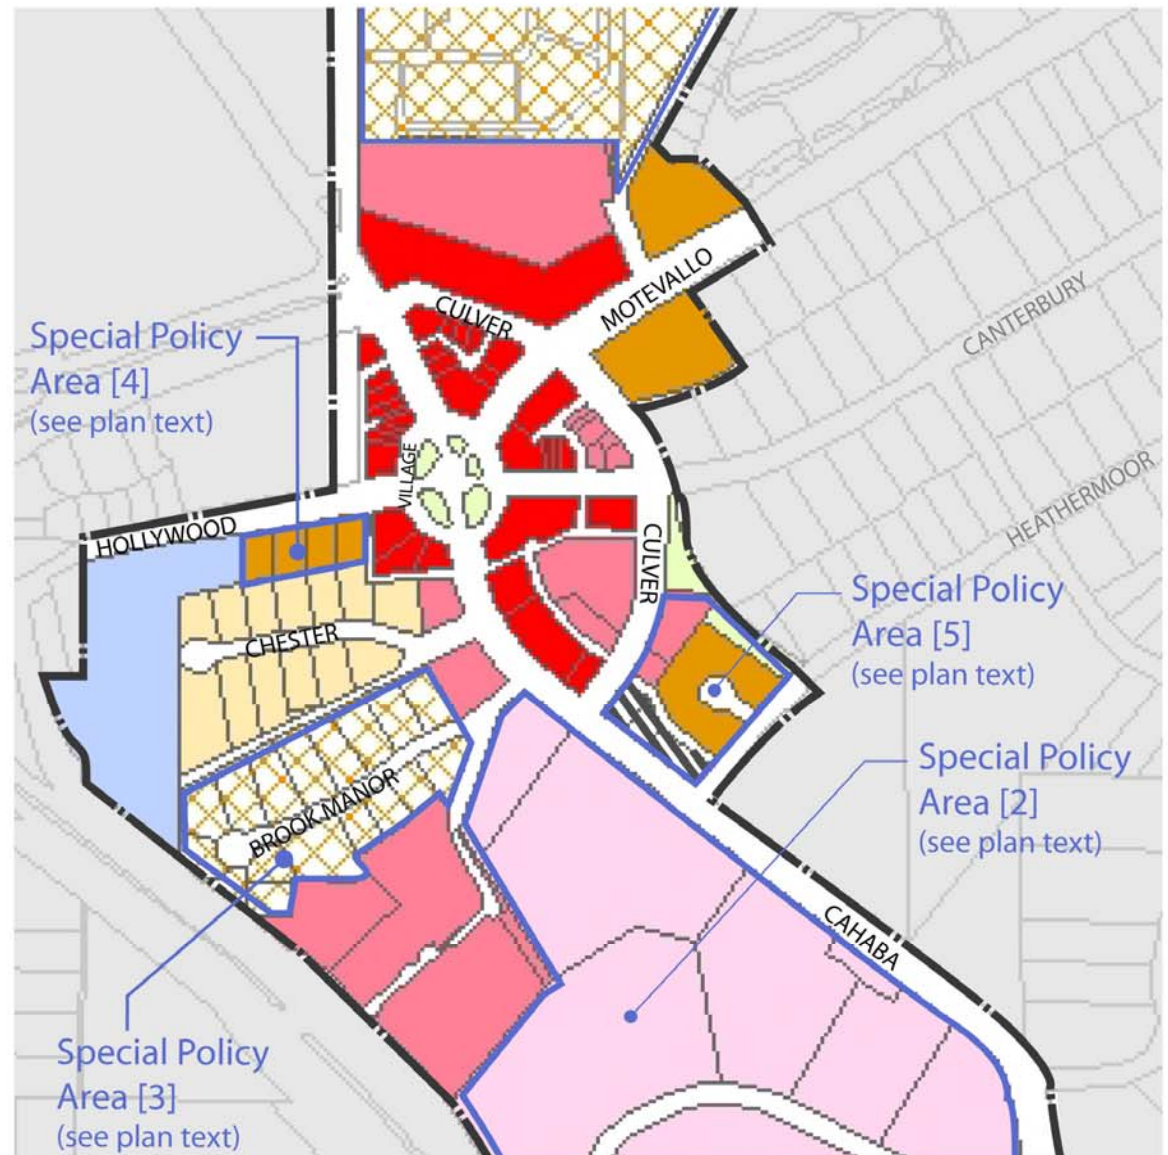 MOTEVALLO
CULVER
CANTERBURY
Special Policy
Area [4]
(see plan text)
VILLAGE
HEATHERMOOR
HOLLYWOOD
CULVER
Special Policy
Area [5]
(see plan text)
CHESTER
Special Policy
Area [2]
(see plan text)
BROOK MANOR
CAHABA
Special Policy
Area [3]
(see plan text)